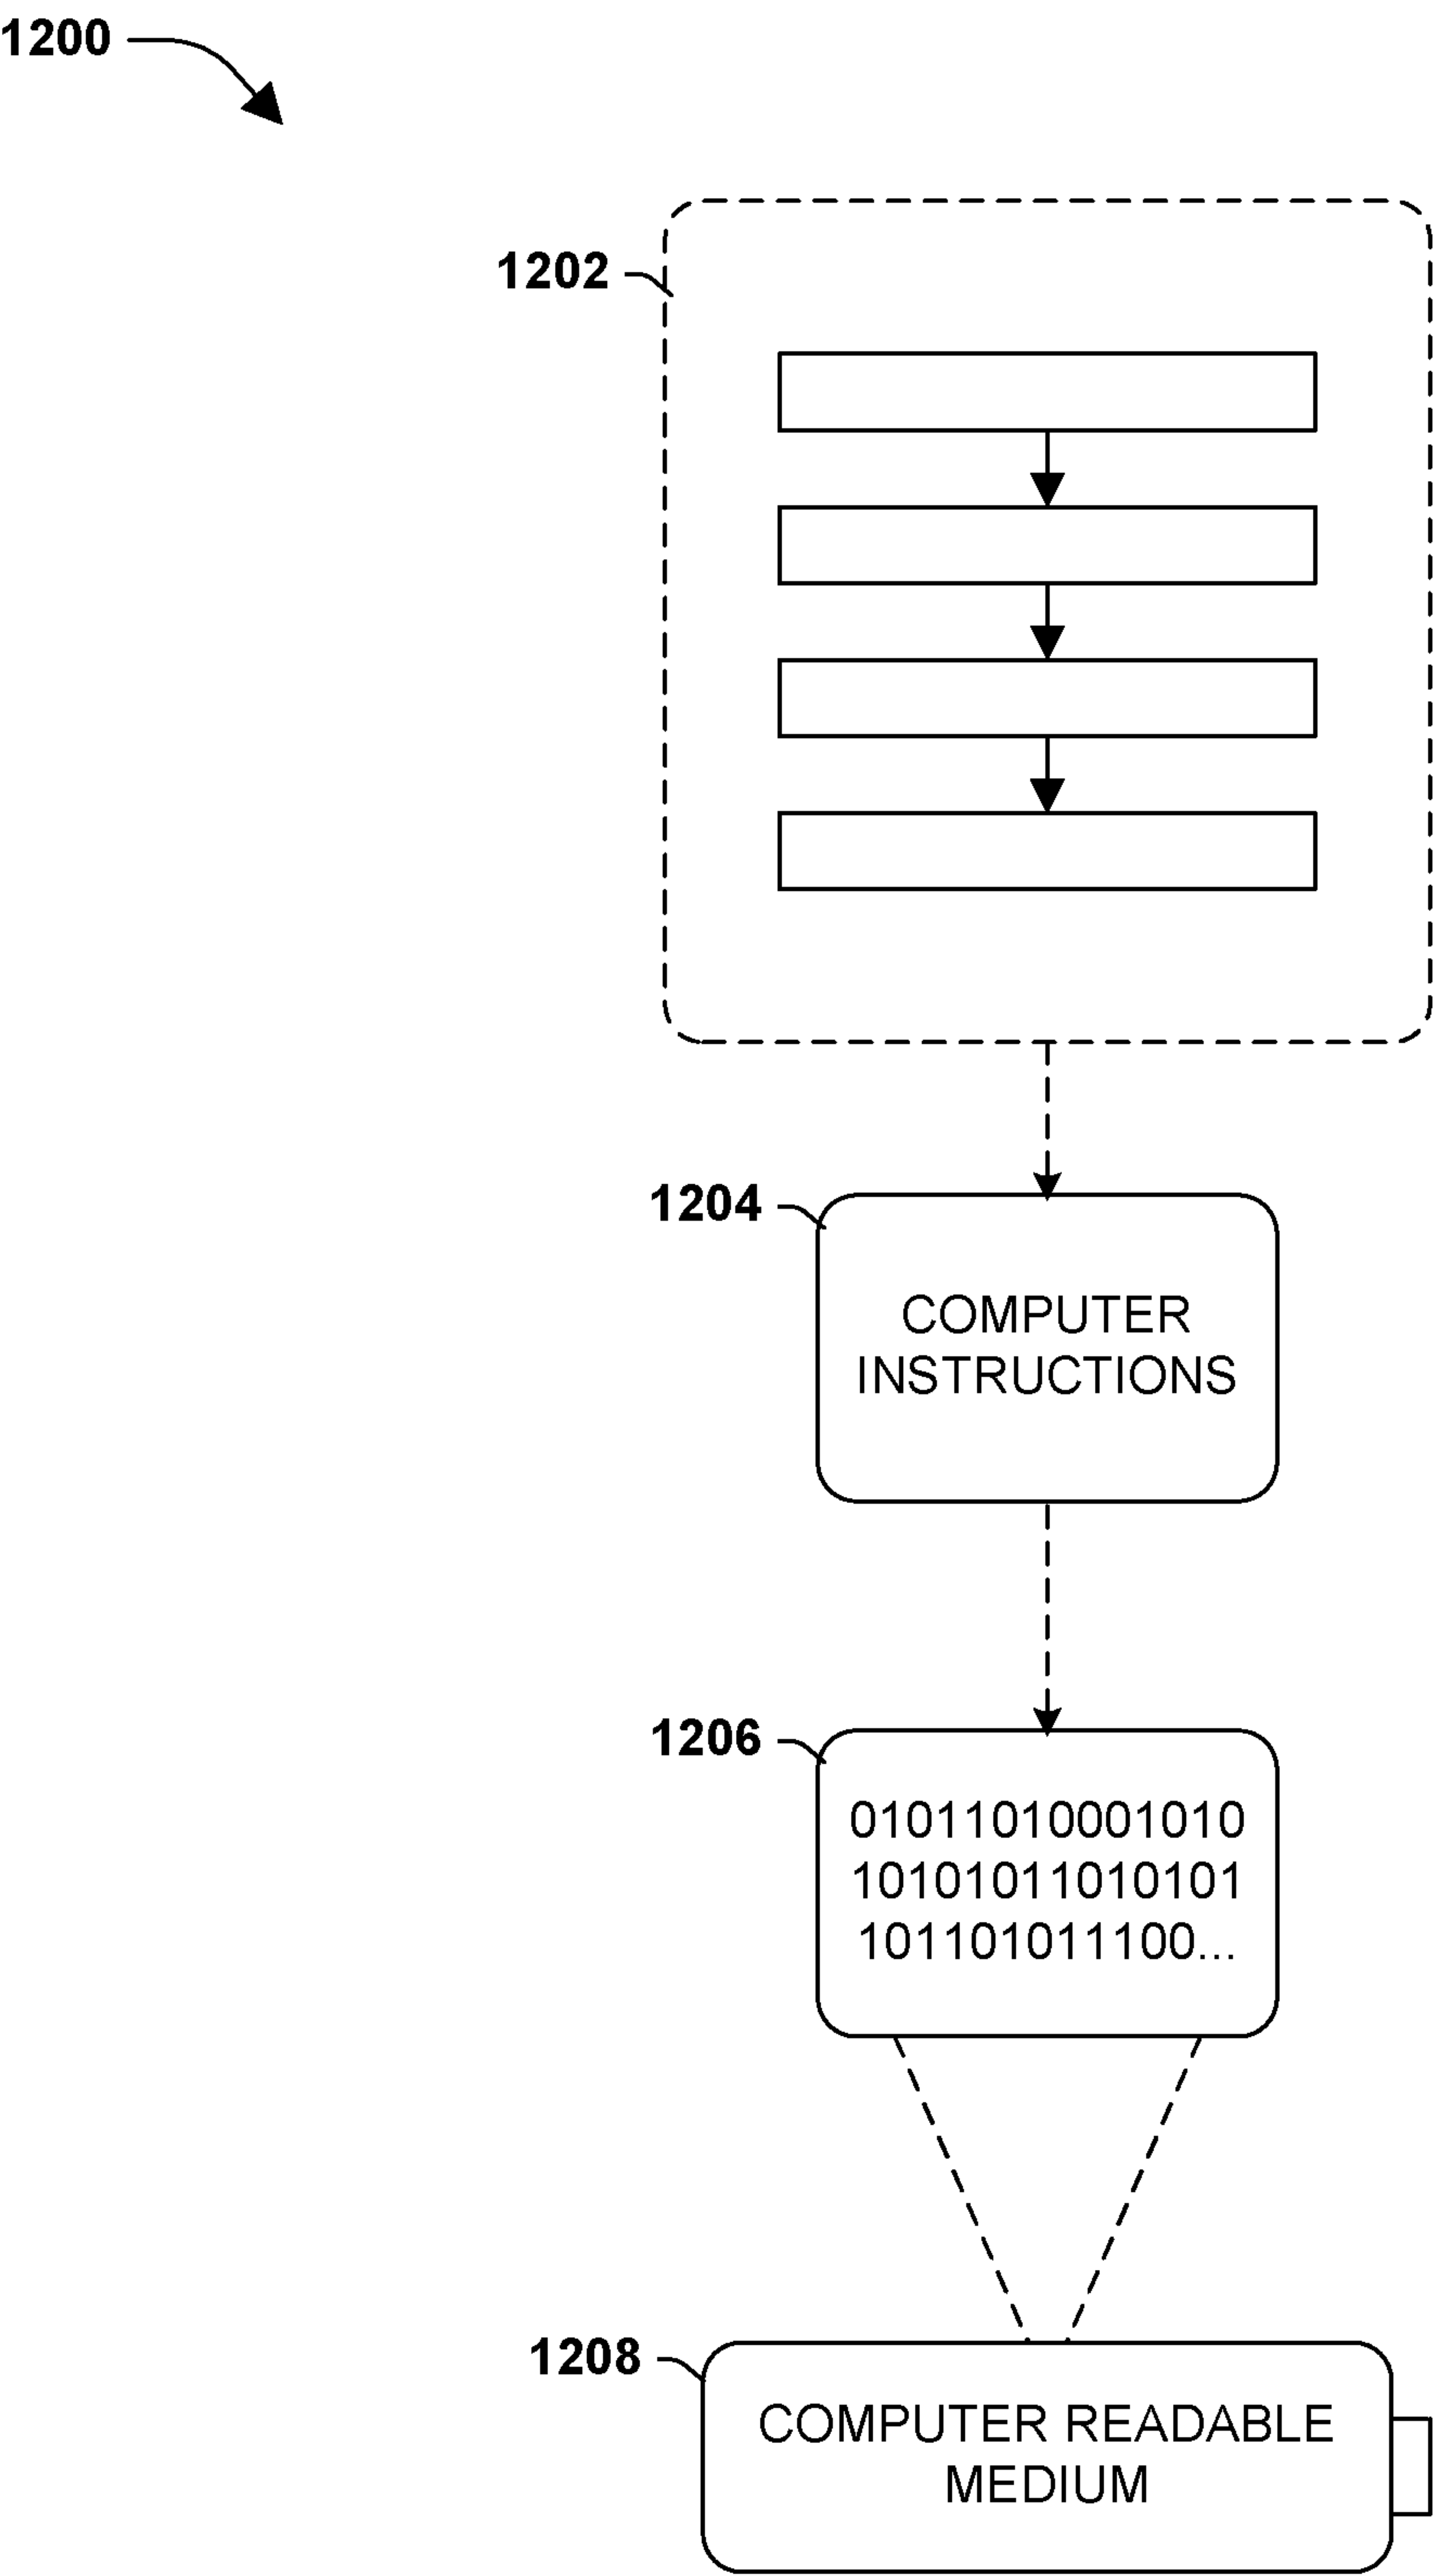 1200
1202
1204
COMPUTER
INSTRUCTIONS
1206
01011010001010
10101011010101
101101011100...
1208
COMPUTER READABLE
MEDIUM